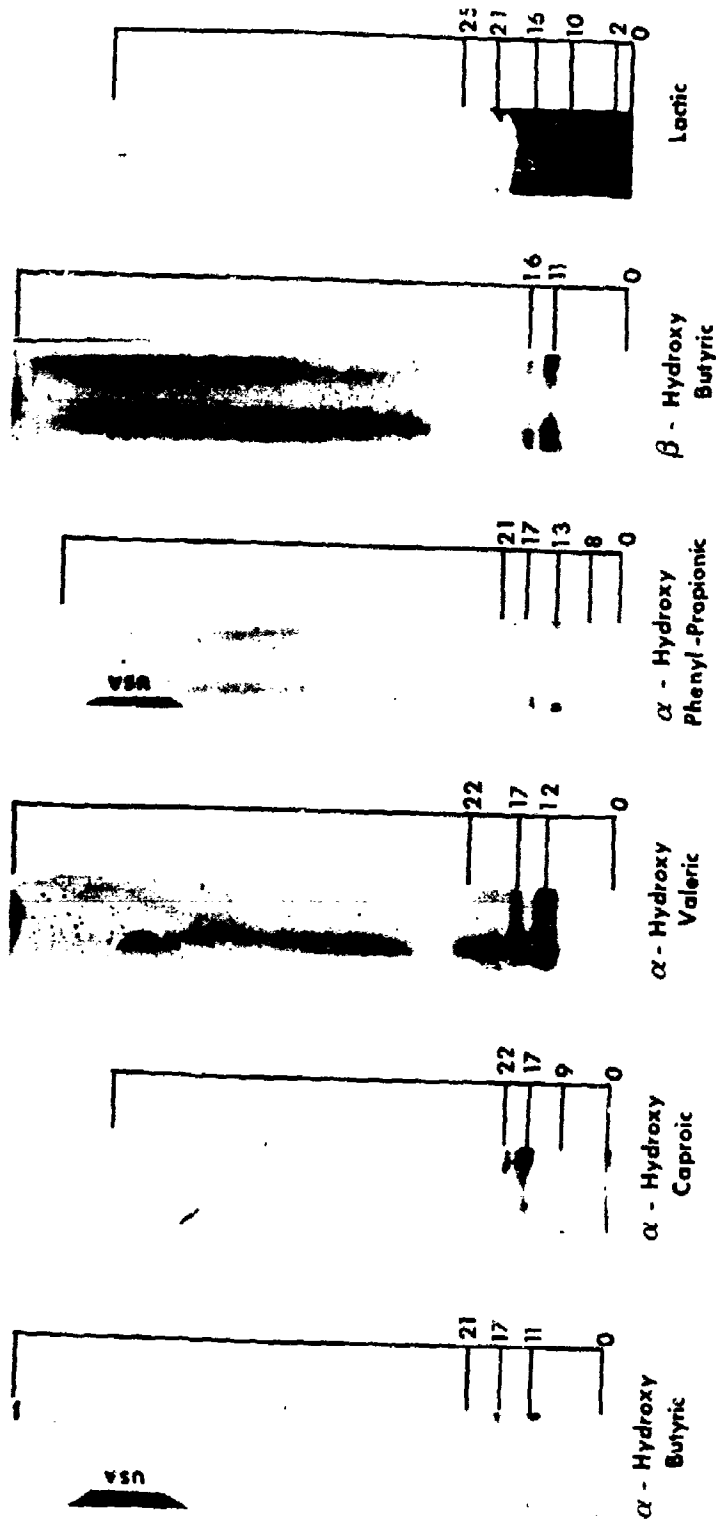 USA
21
17
11
0
α - Hydroxy
Butyric
22
17
9
0
α - Hydroxy
Caproic
22
17
12
0
α - Hydroxy
Valeric
USA
21
17
13
8
0
α - Hydroxy
Phenyl-Propionic
16
11
0
β - Hydroxy
Butyric
25
21
16
10
2
0
Lactic